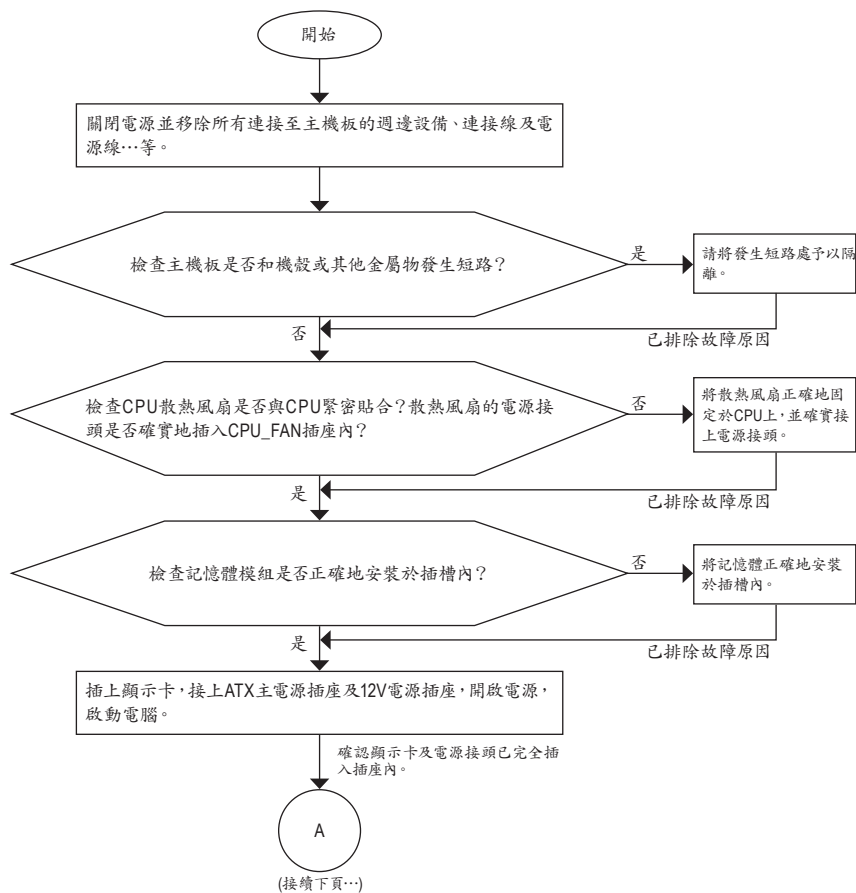 開始
關閉電源並移除所有連接至主機板的週邊設備、連接線及電
源線…等。
檢查主機板是否和機殼或其他金屬物發生短路?
是
請將發生短路處予以隔
離。
否
已排除故障原因
檢查CPU散熱風扇是否與CPU緊密貼合?散熱風扇的電源接
頭是否確實地插入CPU_FAN插座內?
否
將散熱風扇正確地固
定於CPU上,並確實接
上電源接頭。
是
已排除故障原因
檢查記憶體模組是否正確地安裝於插槽內?
否
將記憶體正確地安裝
於插槽內。
是
已排除故障原因
插上顯示卡,接上ATX主電源插座及12V電源插座,開啟電源,
啟動電腦。
確認顯示卡及電源接頭已完全插
入插座內。
A
(接續下頁…)